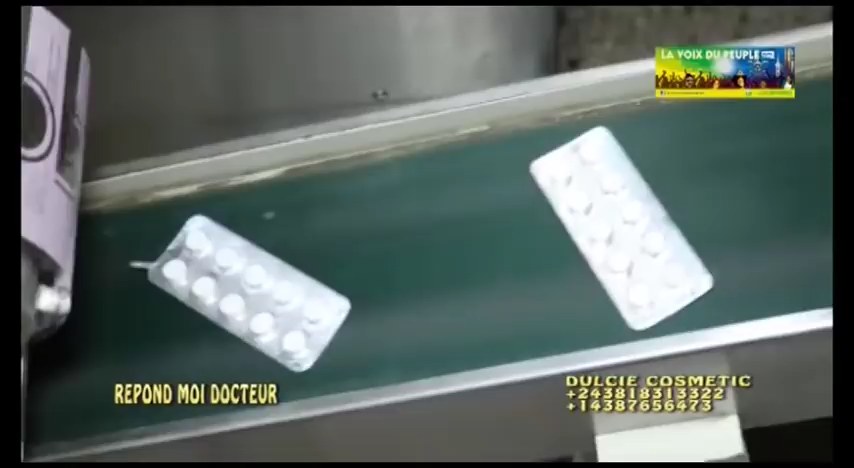 LA VOIX DU PEUPLE
REPOND MOI DOCTEUR
DULCIE COSMETIC
+243818313322
+14387656473